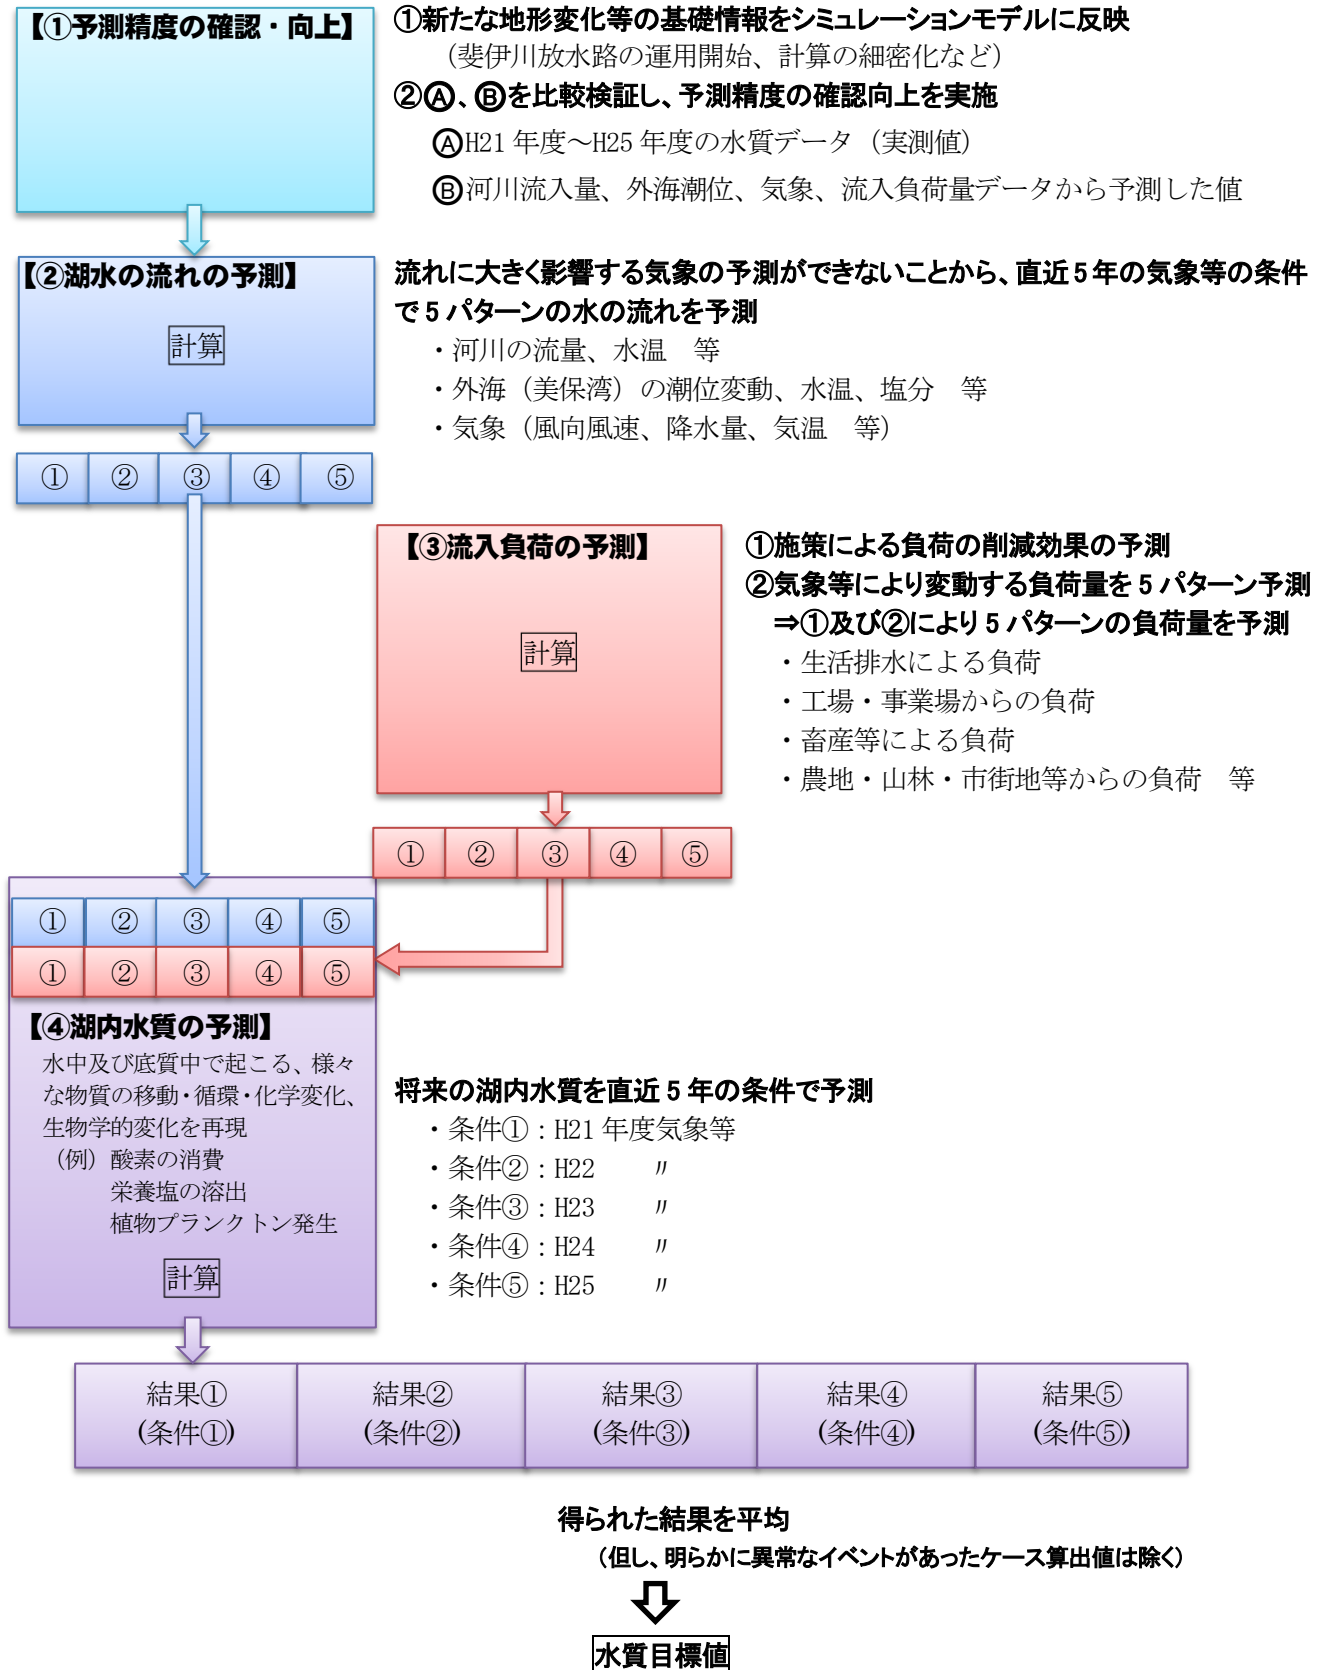 【①予測精度の確認・向上】
①新たな地形変化等の基礎情報をシミュレーションモデルに反映
（斐伊川放水路の運用開始、計算の細密化など）
②Ⓐ、Ⓑを比較検証し、予測精度の確認向上を実施
ⒶH21年度～H25年度の水質データ（実測値）
Ⓑ河川流入量、外海潮位、気象、流入負荷量データから予測した値
【②湖水の流れの予測】
計算
流れに大きく影響する気象の予測ができないことから、直近5年の気象等の条件
で5パターンの水の流れを予測
・河川の流量、水温　等
・外海（美保湾）の潮位変動、水温、塩分　等
・気象（風向風速、降水量、気温　等）
① ② ③ ④ ⑤
【③流入負荷の予測】
計算
①施策による負荷の削減効果の予測
②気象等により変動する負荷量を5パターン予測
⇒①及び②により5パターンの負荷量を予測
・生活排水による負荷
・工場・事業場からの負荷
・畜産等による負荷
・農地・山林・市街地等からの負荷　等
① ② ③ ④ ⑤
① ② ③ ④ ⑤
① ② ③ ④ ⑤
【④湖内水質の予測】
水中及び底質中で起こる、様々
な物質の移動・循環・化学変化、
生物学的変化を再現
（例）酸素の消費
栄養塩の溶出
植物プランクトン発生
計算
将来の湖内水質を直近5年の条件で予測
・条件①：H21年度気象等
・条件②：H22　　〃
・条件③：H23　　〃
・条件④：H24　　〃
・条件⑤：H25　　〃
結果① 結果② 結果③ 結果④ 結果⑤
(条件①) (条件②) (条件③) (条件④) (条件⑤)
得られた結果を平均
（但し、明らかに異常なイベントがあったケース算出値は除く）
水質目標値